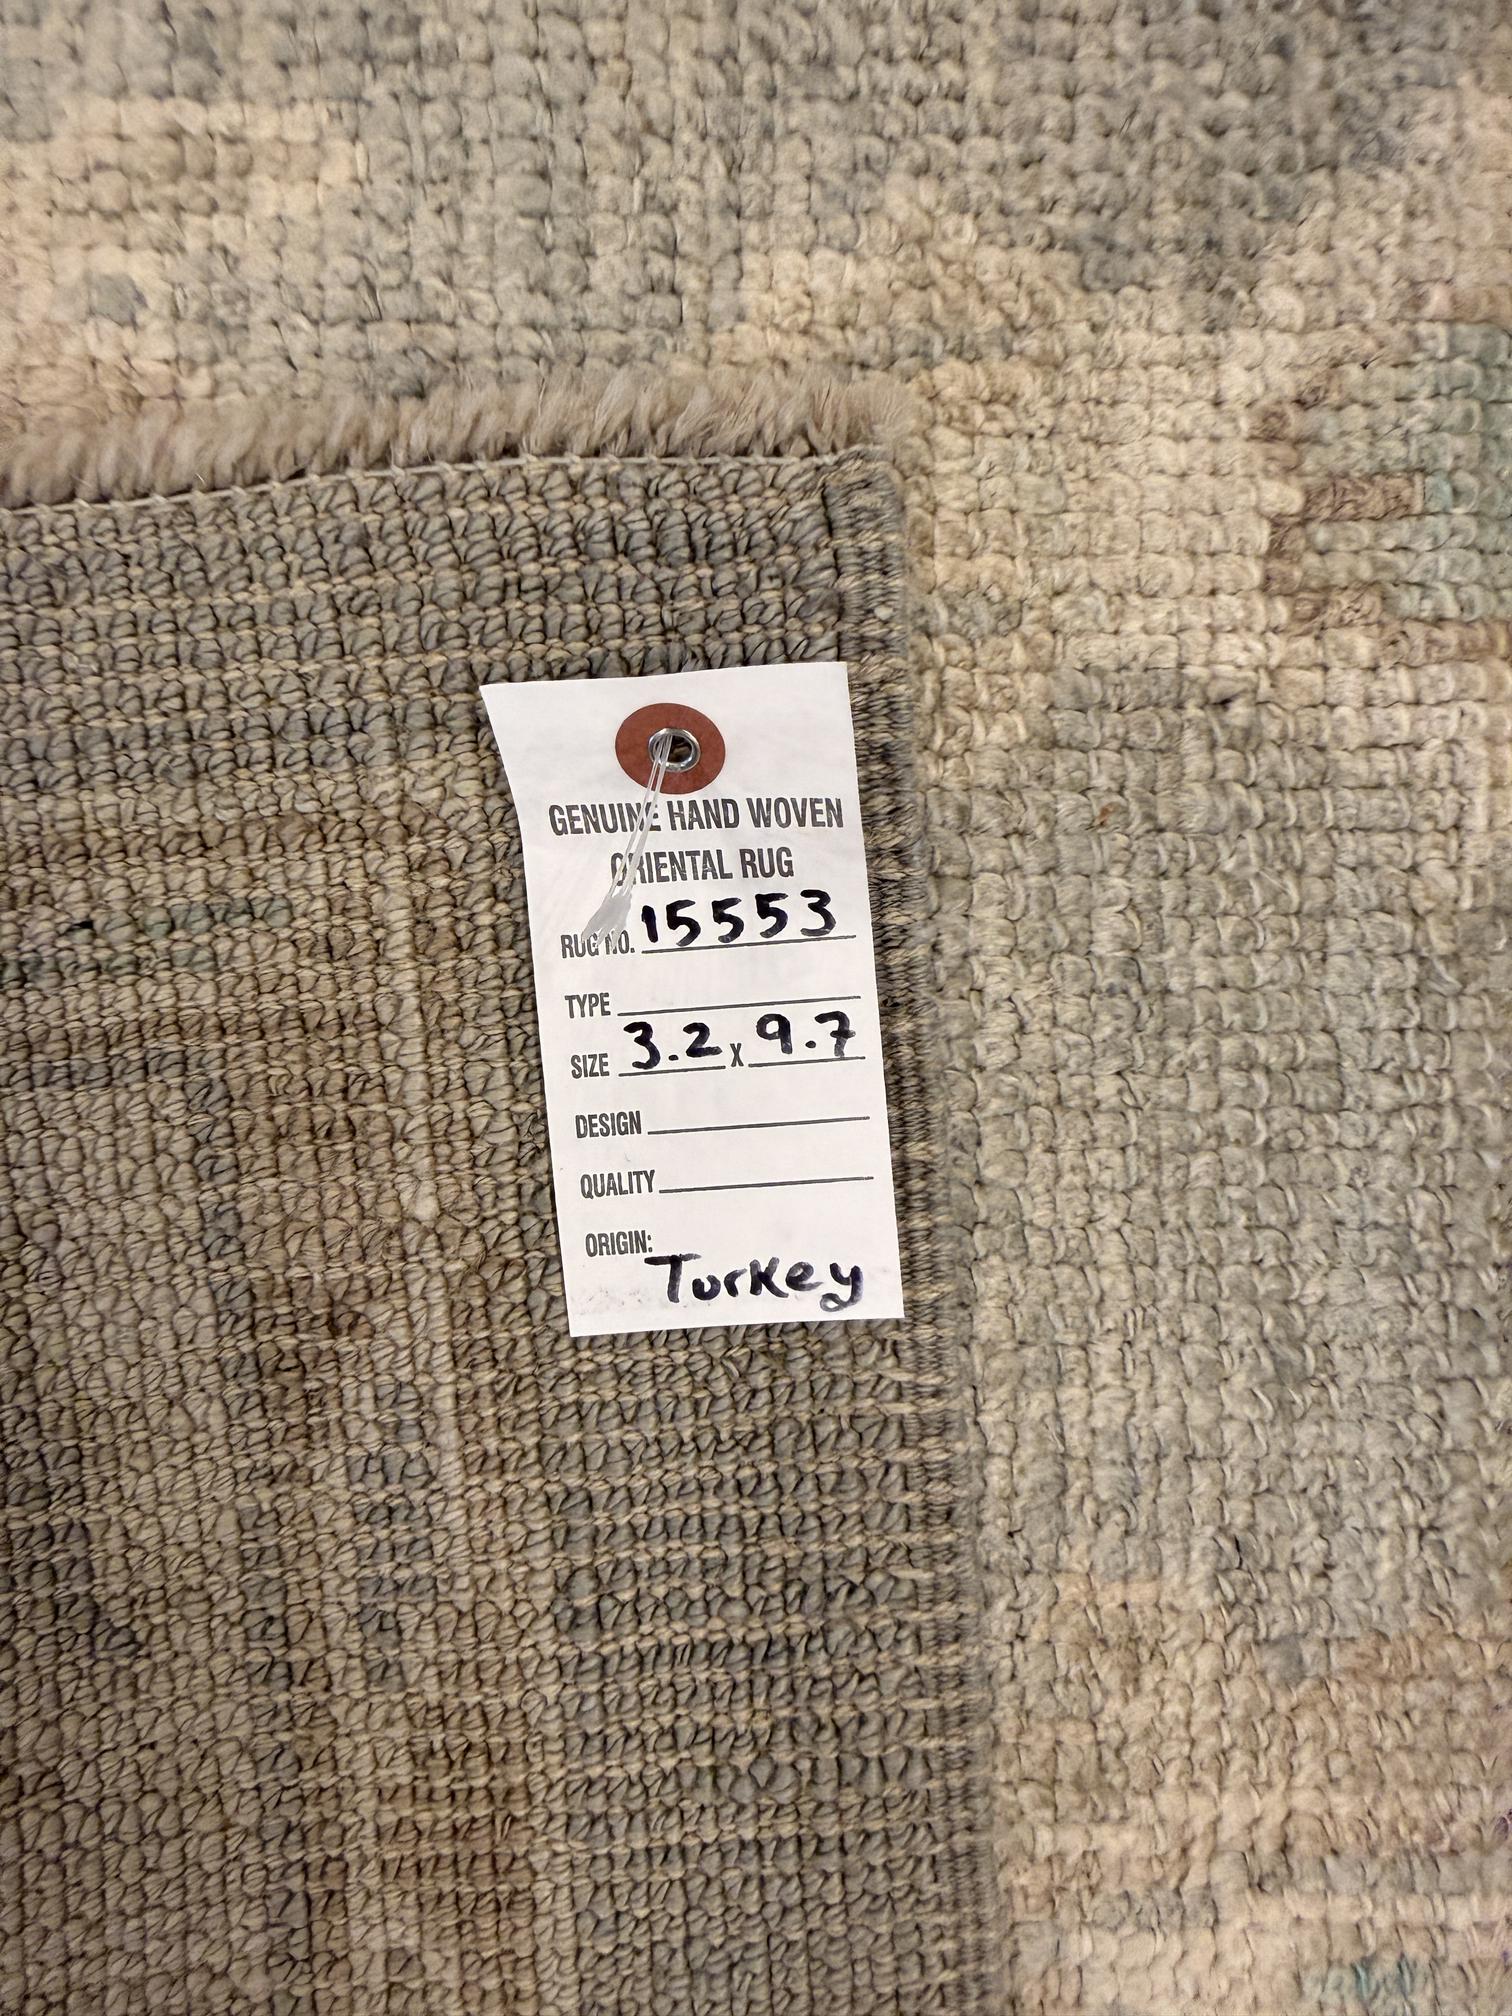 GENUINE HAND WOVEN
ORIENTAL RUG
RUG NO. 15553
TYPE
SIZE 3.2 X 9.7
DESIGN
QUALITY
ORIGIN:
Turkey